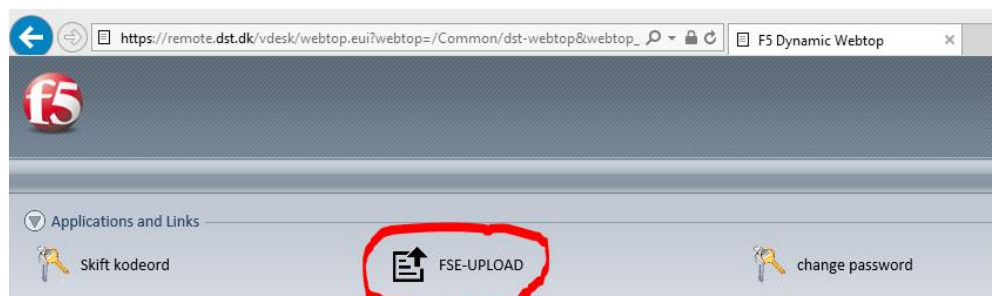 https://remote.dst.dk/vdesk/webtop.eui?webtop=/Common/dst-webtop&webtop_
F5 Dynamic Webtop
f5
Applications and Links
Skift kodeord
FSE-UPLOAD
change password